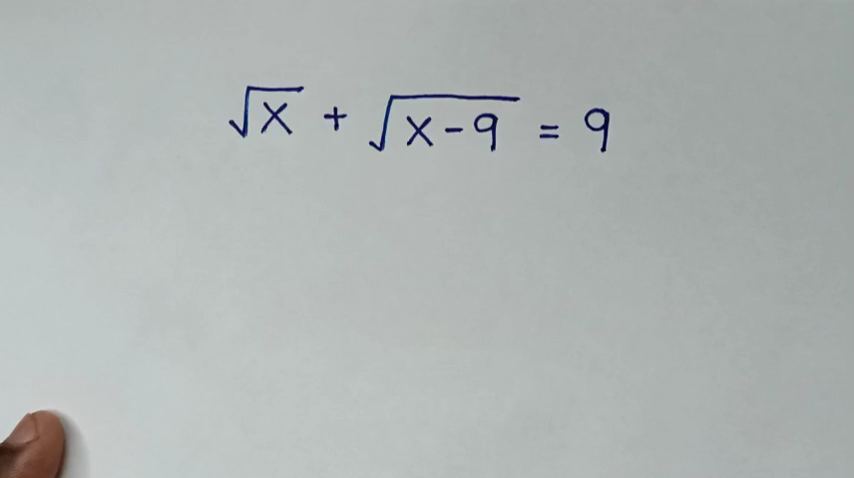 √x + √(x-9) = 9